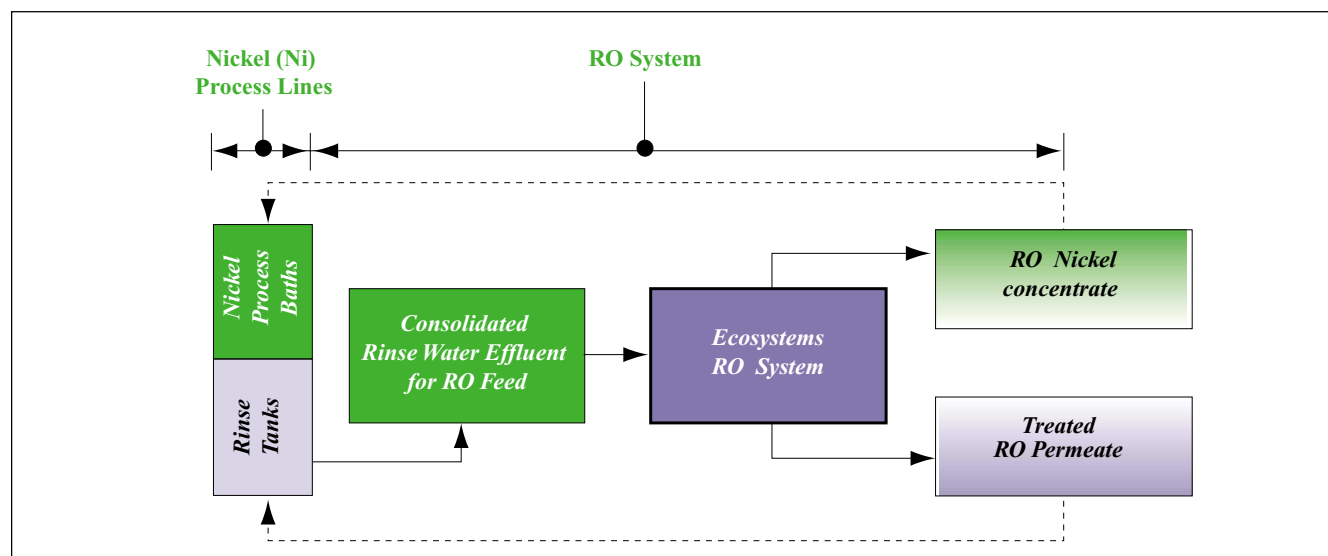 Nickel (Ni)
Process Lines
RO System
Nickel
Process
Baths
Rinse
Tanks
Consolidated
Rinse Water Effluent
for RO Feed
Ecosystems
RO System
RO Nickel
concentrate
Treated
RO Permeate